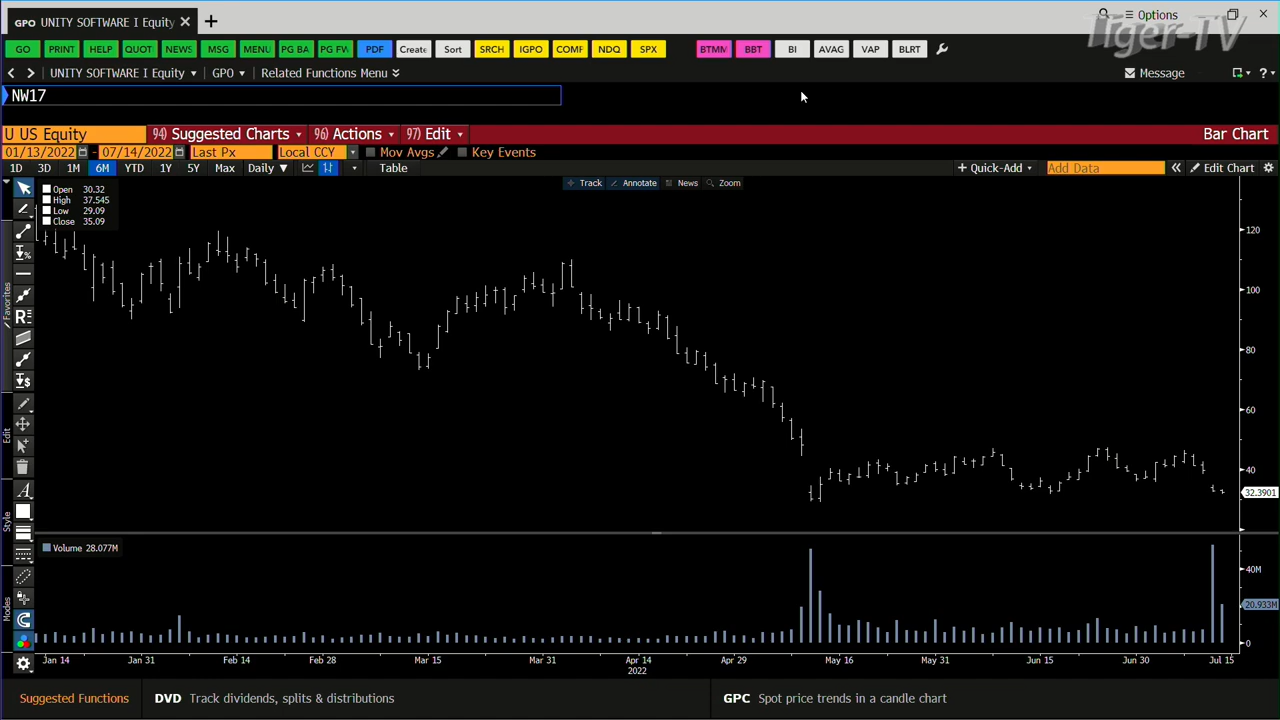 GPO UNITY SOFTWARE I Equity
Options
GO PRINT HELP QUOT NEWS MSG MENU PG BA PG FW PDF Create Sort SRCH IGPO COMF NDQ SPX BTMM BBT BI AVAG VAP BLRT
UNITY SOFTWARE I Equity GPO Related Functions Menu Message ?
NW17
U US Equity 94) Suggested Charts 96) Actions 97) Edit Bar Chart
01/13/2022 - 07/14/2022 Last Px Local CCY Mov Avgs Key Events
1D 3D 1M 6M YTD 1Y 5Y Max Daily Table + Quick-Add Add Data Edit Chart
Track Annotate News Zoom
Open 30.32
High 37.545
Low 29.09
Close 35.09
120
100
80
60
40
32.3901
Favorites
Edit
Style
Modes
Volume 28.077M
40M
20.933M
0
Jan 14 Jan 31 Feb 14 Feb 28 Mar 15 Mar 31 Apr 14 Apr 29 May 16 May 31 Jun 15 Jun 30 Jul 15
2022
Suggested Functions DVD Track dividends, splits & distributions GPC Spot price trends in a candle chart